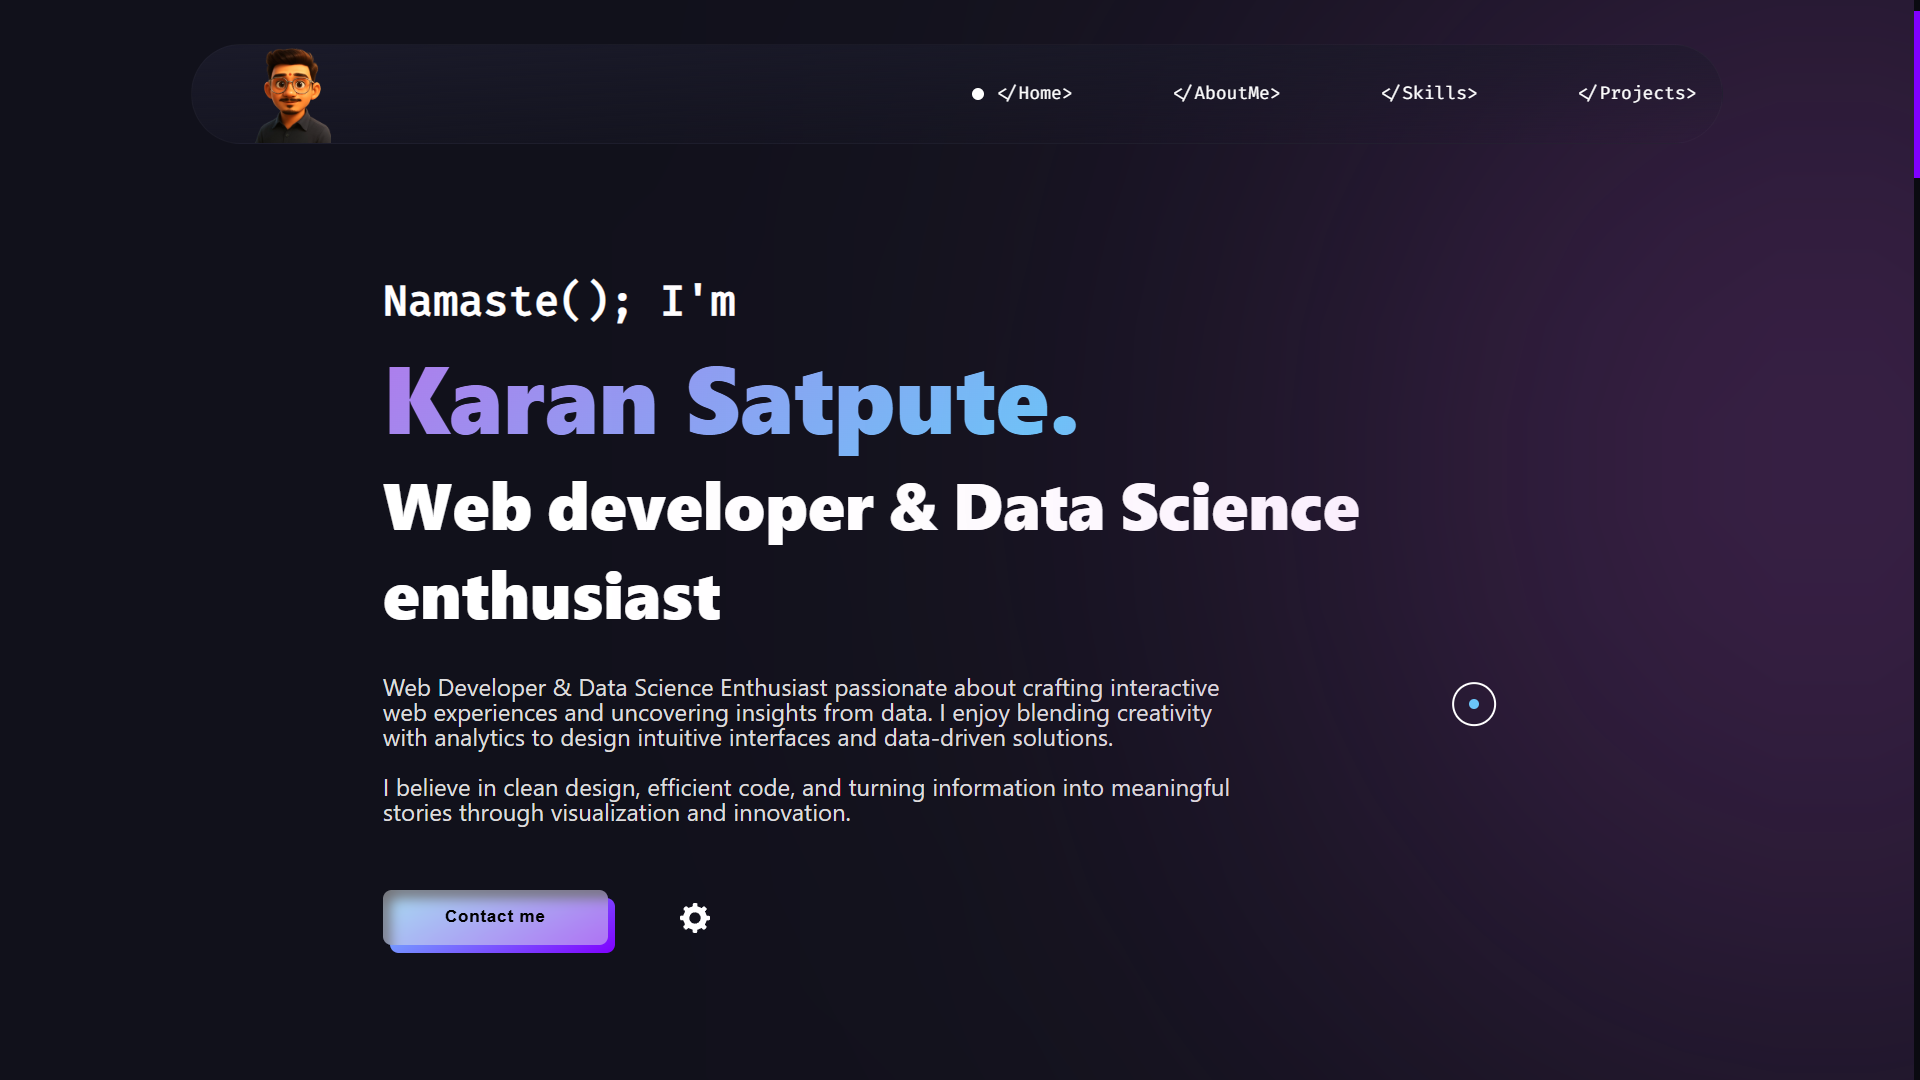 </Home>
</AboutMe>
</Skills>
</Projects>
Namaste(); I'm
Karan Satpute.
Web developer & Data Science
enthusiast
Web Developer & Data Science Enthusiast passionate about crafting interactive
web experiences and uncovering insights from data. I enjoy blending creativity
with analytics to design intuitive interfaces and data-driven solutions.
I believe in clean design, efficient code, and turning information into meaningful
stories through visualization and innovation.
Contact me